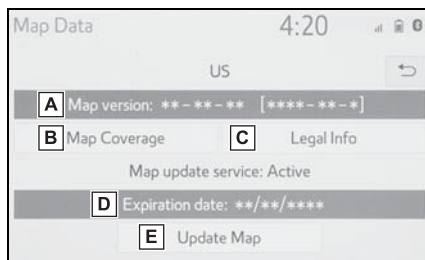 Map Data 4:20
US
A Map version: **-**-** [****-**-*]
B Map Coverage C Legal Info
Map update service: Active
D Expiration date: **/**/****
E Update Map